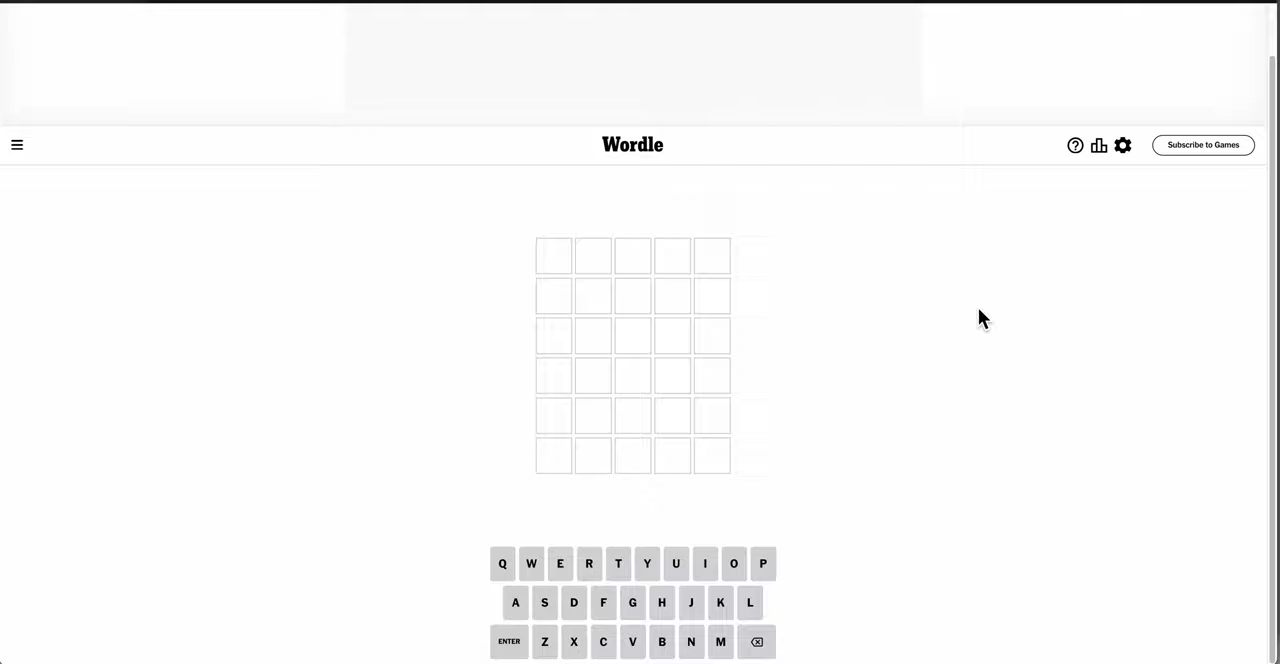 Wordle
Subscribe to Games
Q W E R T Y U I O P
A S D F G H J K L
ENTER Z X C V B N M